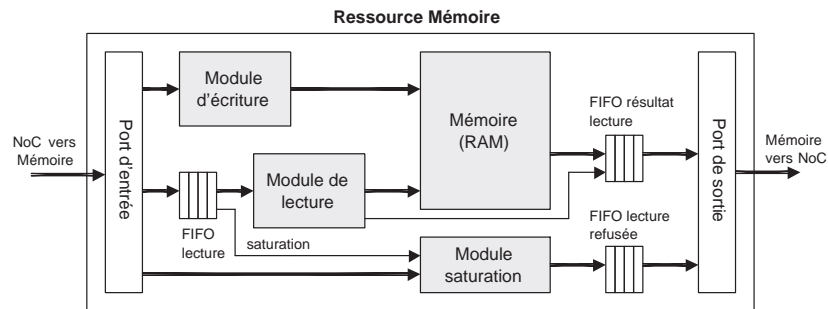 Ressource Mémoire
Module
d'écriture
Mémoire
(RAM)
FIFO résultat
lecture
NoC vers
Mémoire
Port d'entrée
Port de sortie
Mémoire
vers NoC
Module de
lecture
FIFO
lecture
saturation
Module
saturation
FIFO lecture
refusée